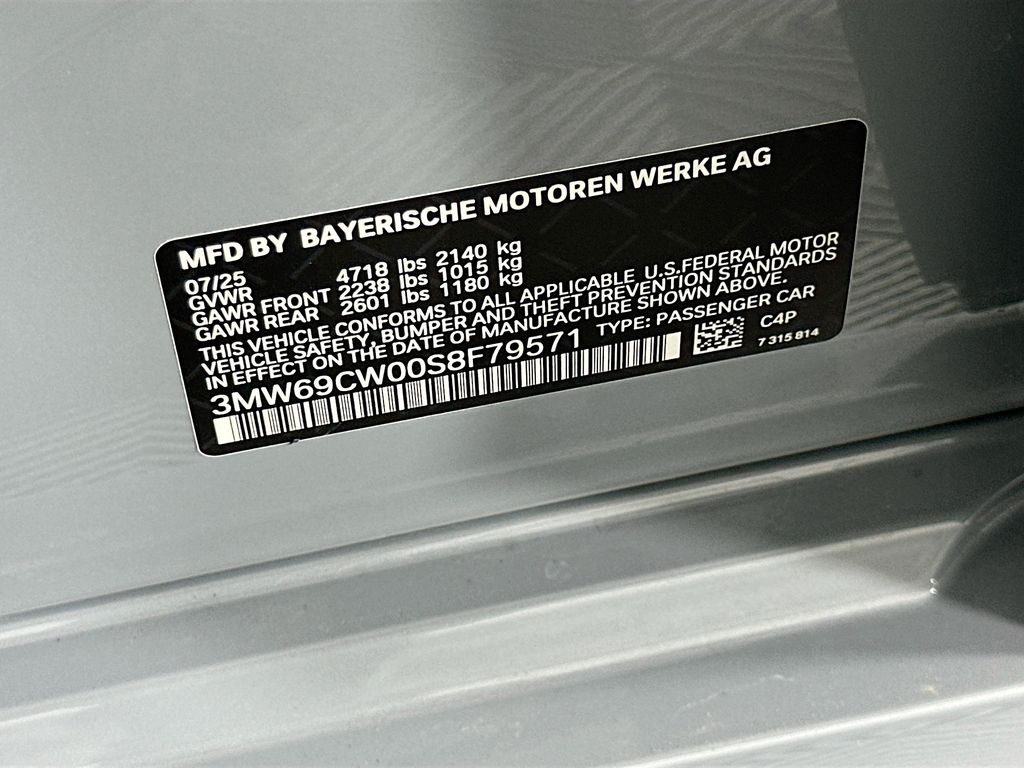 MFD BY BAYERISCHE MOTOREN WERKE AG
07/25
GVWR 4718 lbs 2140 kg
GAWR FRONT 2238 lbs 1015 kg
GAWR REAR 2601 lbs 1180 kg
THIS VEHICLE CONFORMS TO ALL APPLICABLE U.S.FEDERAL MOTOR
VEHICLE SAFETY, BUMPER AND THEFT PREVENTION STANDARDS
IN EFFECT ON THE DATE OF MANUFACTURE SHOWN ABOVE.
3MW69CW00S8F79571 TYPE: PASSENGER CAR
C4P
7 315 814